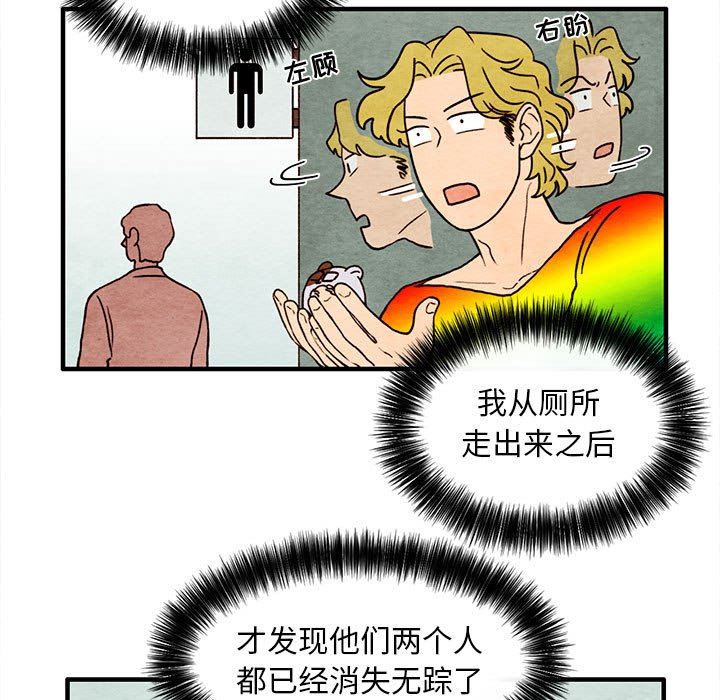 左顾
右盼
我从厕所
走出来之后
才发现他们两个人
都已经消失无踪了